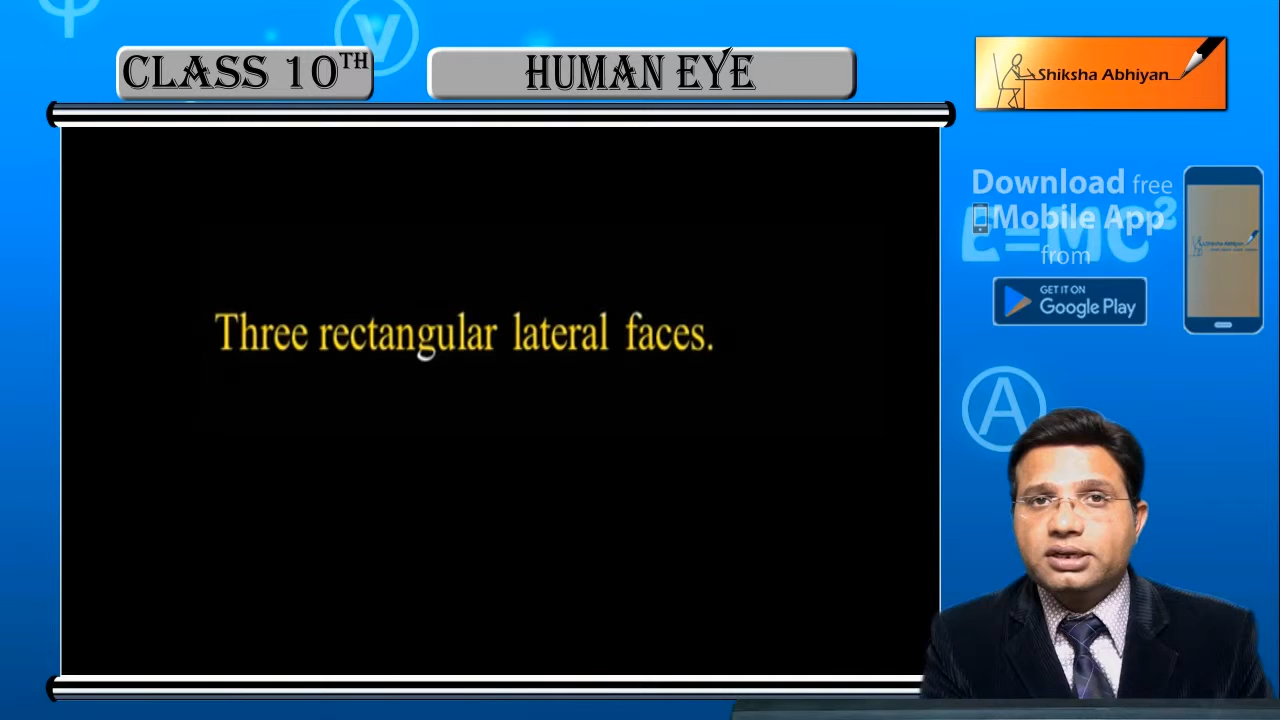 CLASS 10TH
HUMAN EYE
Shiksha Abhiyan
Download free
Mobile App
from
E=MC²
GET IT ON
Google Play
Three rectangular lateral faces.
V
A